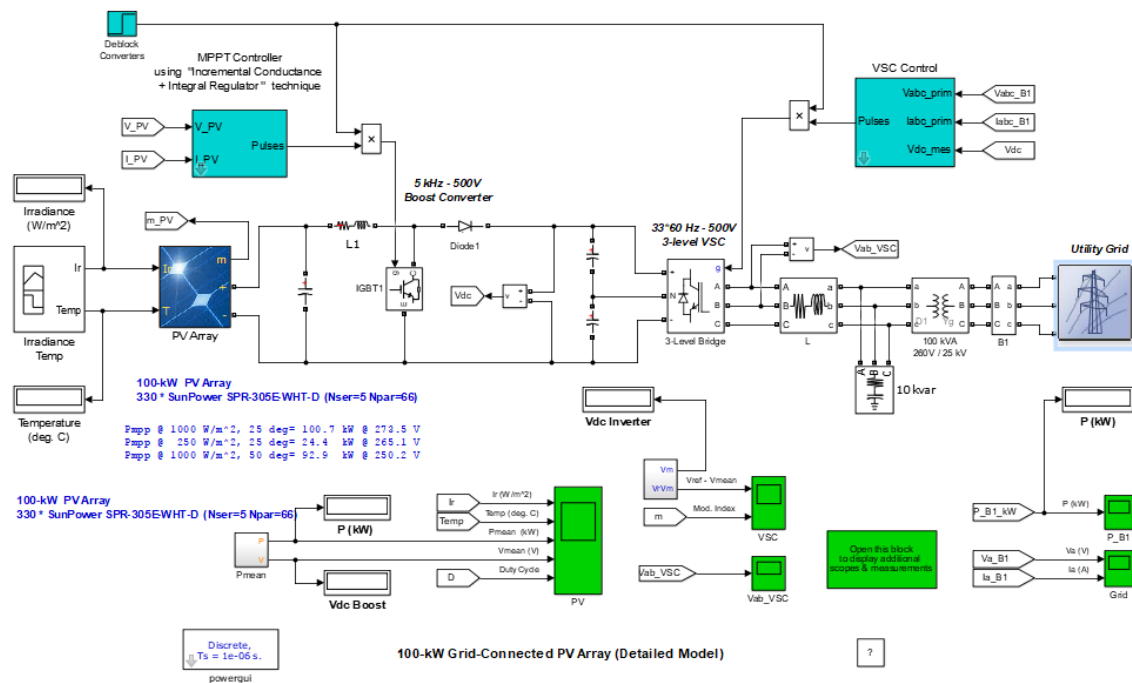 Deblock
Converters
MPPT Controller
using "Incremental Conductance
+ Integral Regulator" technique
V_PV
I_PV
V_PV
I_PV
Pulses
×
VSC Control
Vabc_prim
Iabc_prim
Vdc_mes
Pulses
Vabc_B1
Iabc_B1
Vdc
×
Irradiance
(W/m^2)
m_PV
5 kHz - 500V
Boost Converter
L1
Diode1
IGBT1
g
C
E
Vdc
+
-
v
33*60 Hz - 500V
3-level VSC
+
N
-
g
A
B
C
3-Level Bridge
+
-
v
Vab_VSC
Utility Grid
Ir
Temp
Irradiance
Temp
Ir
T
m
+
-
PV Array
A
B
C
a
b
c
L
a
b
c
A
B
C
D1
Yg
100 kVA
260V / 25 kV
A
B
C
a
b
c
B1
A
B
C
A
B
C
10 kvar
Temperature
(deg. C)
100-kW PV Array
330 * SunPower SPR-305E-WHT-D (Nser=5 Npar=66)
Pmpp @ 1000 W/m^2, 25 deg= 100.7 kW @ 273.5 V
Pmpp @ 250 W/m^2, 25 deg= 24.4 kW @ 265.1 V
Pmpp @ 1000 W/m^2, 50 deg= 92.9 kW @ 250.2 V
Vdc Inverter
P (kW)
100-kW PV Array
330 * SunPower SPR-305E-WHT-D (Nser=5 Npar=66)
P (kW)
P
V
Pmean
Vdc Boost
Ir
Temp
D
Ir (W/m^2)
Temp (deg. C)
Pmean (kW)
Vmean (V)
Duty Cycle
PV
Vm
VrVm
Vref - Vmean
m
Mod. Index
VSC
Vab_VSC
Vab_VSC
Open this block
to display additional
scopes & measurements
P_B1_kW
P (kW)
P_B1
Va_B1
Va (V)
Ia_B1
Ia (A)
Grid
Discrete,
Ts = 1e-06 s.
powergui
100-kW Grid-Connected PV Array (Detailed Model)
?